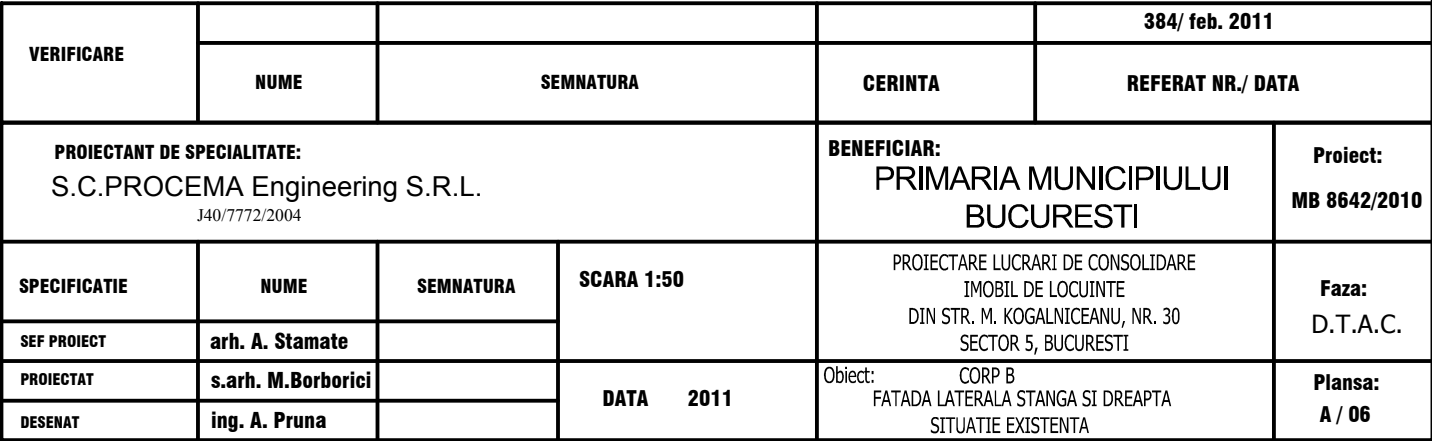 384/ feb. 2011
VERIFICARE
NUME
SEMNATURA
CERINTA
REFERAT NR./ DATA
PROIECTANT DE SPECIALITATE:
S.C.PROCEMA Engineering S.R.L.
J40/7772/2004
BENEFICIAR:
PRIMARIA MUNICIPIULUI
BUCURESTI
Proiect:
MB 8642/2010
SPECIFICATIE
NUME
SEMNATURA
SCARA 1:50
PROIECTARE LUCRARI DE CONSOLIDARE
IMOBIL DE LOCUINTE
DIN STR. M. KOGALNICEANU, NR. 30
SECTOR 5, BUCURESTI
Faza:
D.T.A.C.
SEF PROIECT
arh. A. Stamate
PROIECTAT
s.arh. M.Borborici
DATA 2011
Obiect: CORP B
FATADA LATERALA STANGA SI DREAPTA
SITUATIE EXISTENTA
Plansa:
A / 06
DESENAT
ing. A. Pruna